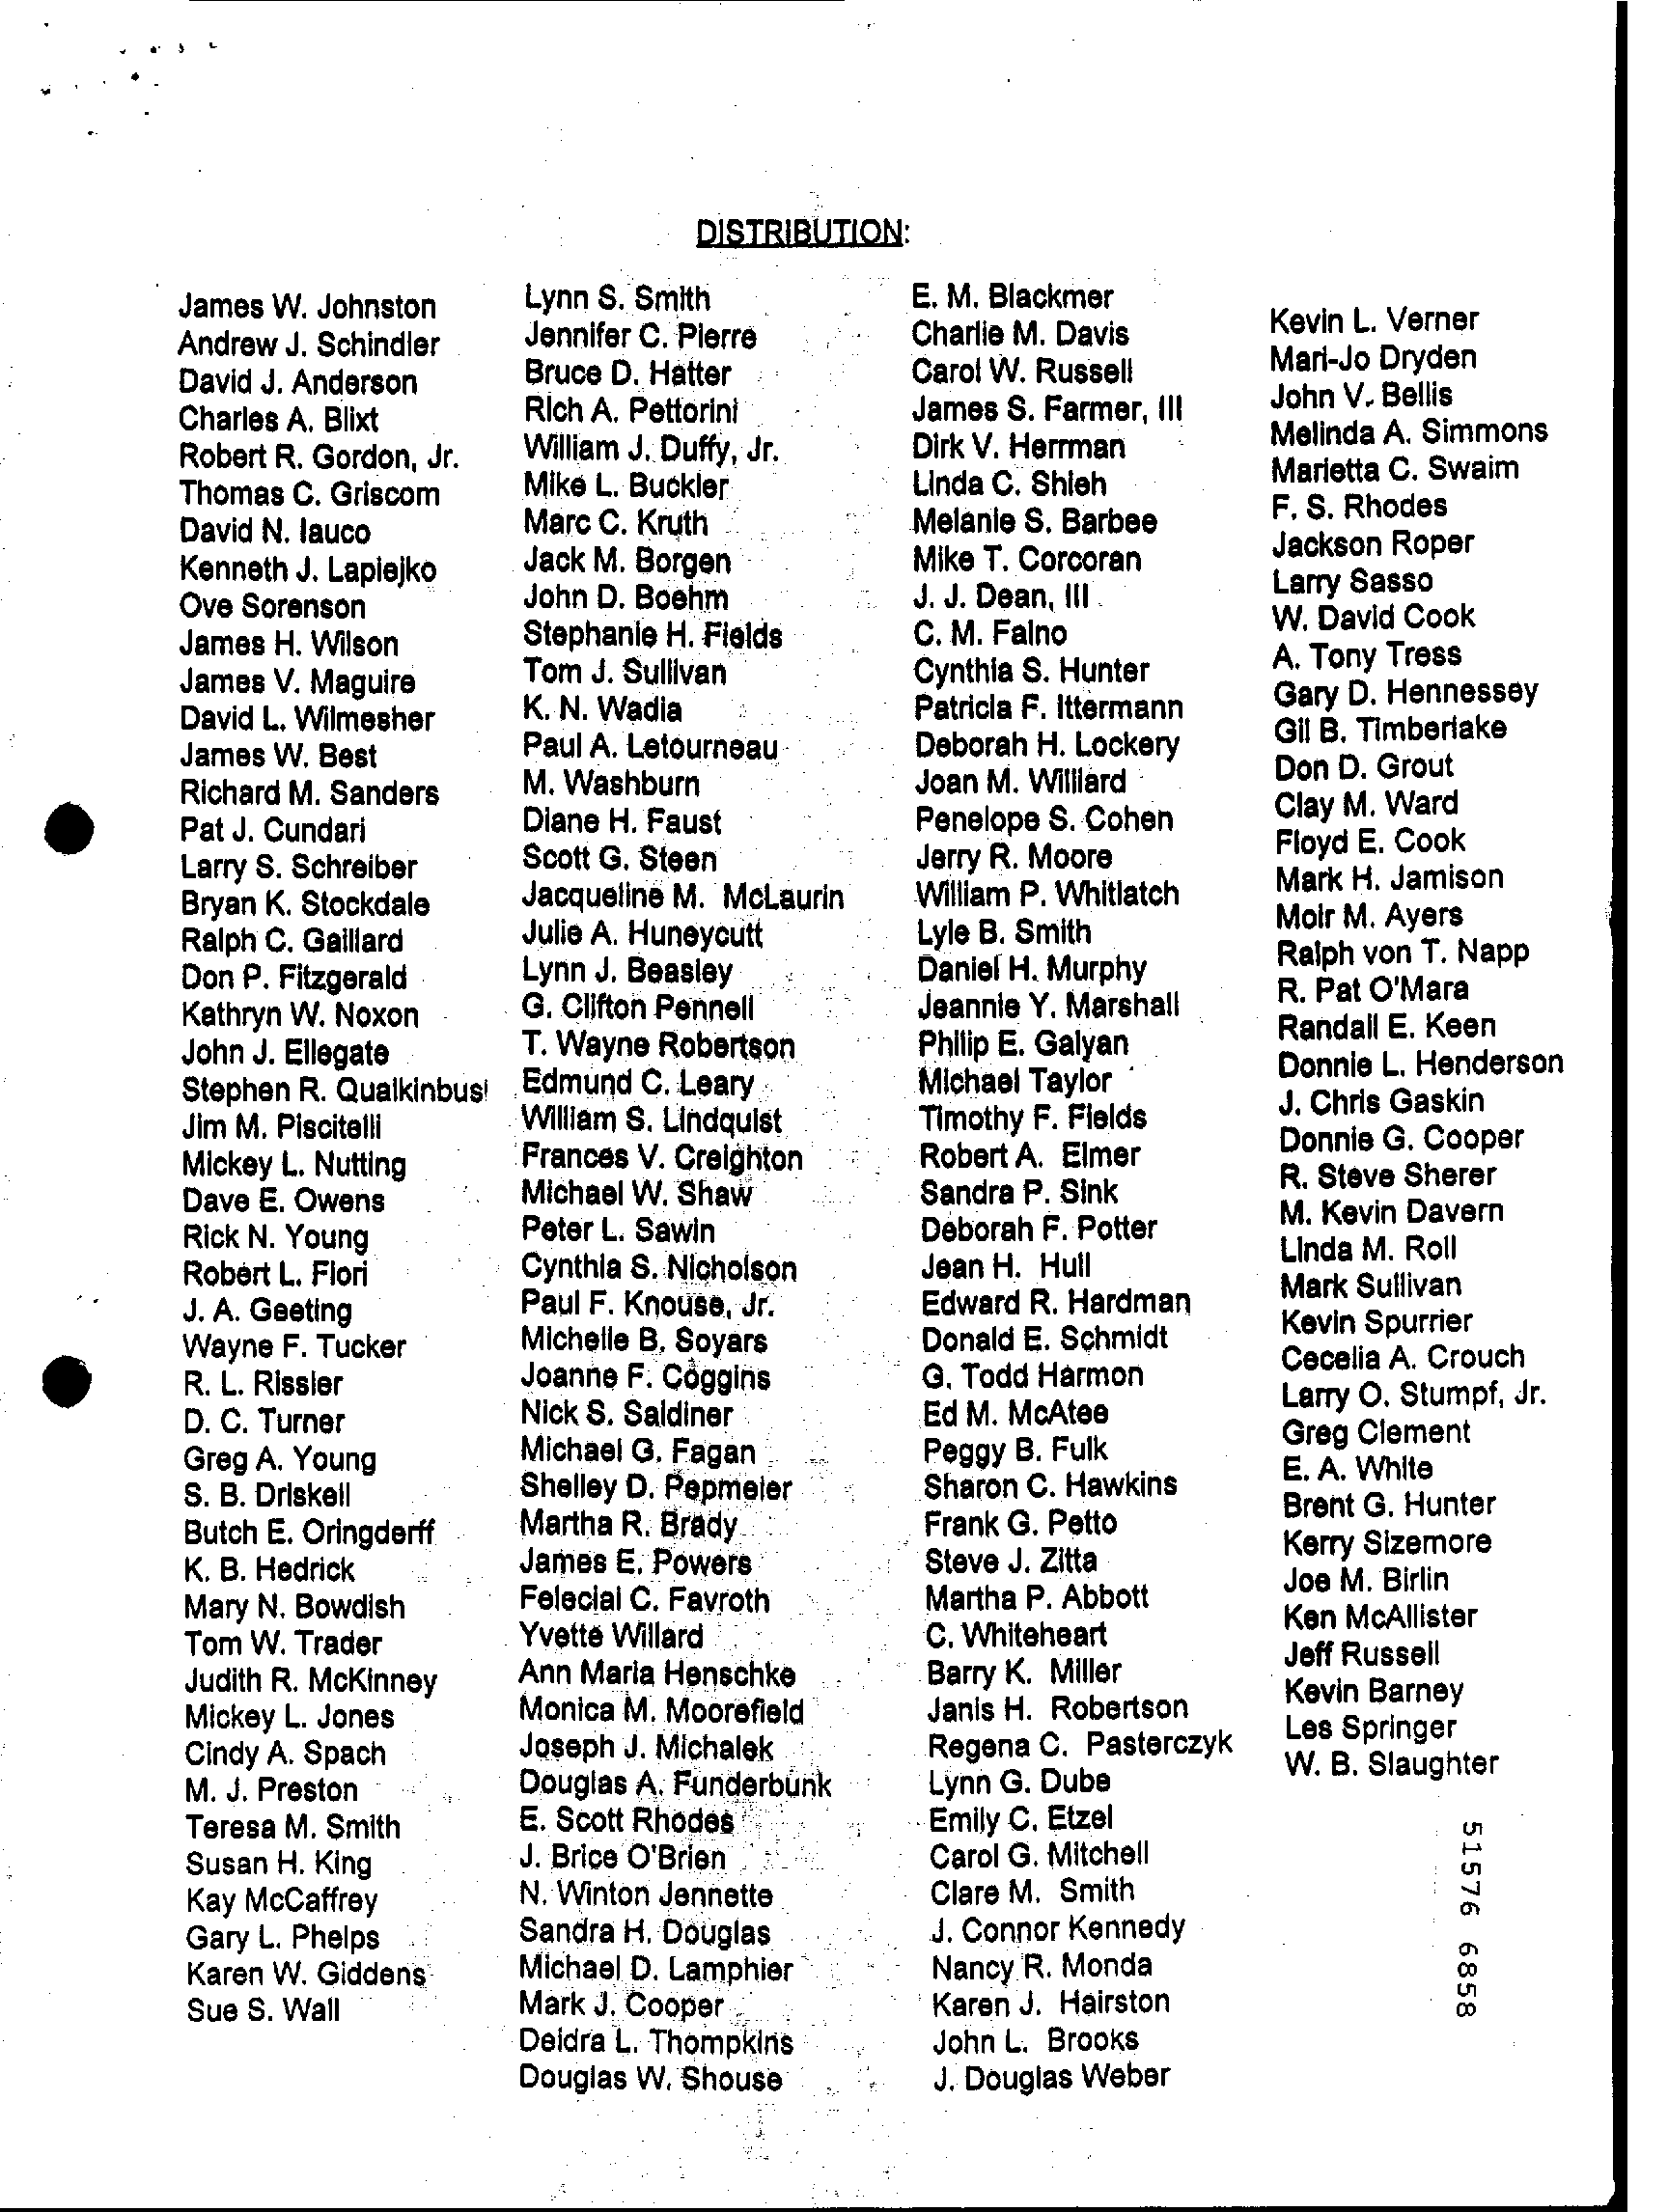 DISTRIBUTION:
James W. Johnston
Andrew J. Schindler
David J. Anderson
Charles A. Blixt
Robert R. Gordon, Jr.
Thomas C. Griscom
David N. Iauco
Kenneth J. Lapiejko
Ove Sorenson
James H. Wilson
James V. Maguire
David L. Wilmesher
James W. Best
Richard M. Sanders
Pat J. Cundari
Larry S. Schreiber
Bryan K. Stockdale
Ralph C. Gaillard
Don P. Fitzgerald
Kathryn W. Noxon
John J. Ellegate
Stephen R. Qualkinbus
Jim M. Piscitelli
Mickey L. Nutting
Dave E. Owens
Rick N. Young
Robert L. Flori
J. A. Geeting
Wayne F. Tucker
R. L. Rissler
D. C. Turner
Greg A. Young
S. B. Driskell
Butch E. Oringderff
K. B. Hedrick
Mary N. Bowdish
Tom W. Trader
Judith R. McKinney
Mickey L. Jones
Cindy A. Spach
M. J. Preston
Teresa M. Smith
Susan H. King
Kay McCaffrey
Gary L. Phelps
Karen W. Giddens
Sue S. Wall
Lynn S. Smith
Jennifer C. Pierre
Bruce D. Hatter
Rich A. Pettorini
William J. Duffy, Jr.
Mike L. Buckler
Marc C. Kruth
Jack M. Borgen
John D. Boehm
Stephanie H. Fields
Tom J. Sullivan
K. N. Wadia
Paul A. Letourneau
M. Washburn
Diane H. Faust
Scott G. Steen
Jacqueline M. McLaurin
Julie A. Huneycutt
Lynn J. Beasley
G. Clifton Pennell
T. Wayne Robertson
Edmund C. Leary
William S. Lindquist
Frances V. Creighton
Michael W. Shaw
Peter L. Sawin
Cynthia S. Nicholson
Paul F. Knouse, Jr.
Michelle B. Soyars
Joanne F. Coggins
Nick S. Saldiner
Michael G. Fagan
Shelley D. Pepmeier
Martha R. Brady
James E. Powers
Felecial C. Favroth
Yvette Willard
Ann Maria Henschke
Monica M. Moorefield
Joseph J. Michalek
Douglas A. Funderbunk
E. Scott Rhodes
J. Brice O'Brien
N. Winton Jennette
Sandra H. Douglas
Michael D. Lamphier
Mark J. Cooper
Deidra L. Thompkins
Douglas W. Shouse
E. M. Blackmer
Charlie M. Davis
Carol W. Russell
James S. Farmer, III
Dirk V. Herrman
Linda C. Shieh
Melanie S. Barbee
Mike T. Corcoran
J. J. Dean, III
C. M. Faino
Cynthia S. Hunter
Patricia F. Ittermann
Deborah H. Lockery
Joan M. Willlard
Penelope S. Cohen
Jerry R. Moore
William P. Whitlatch
Lyle B. Smith
Daniel H. Murphy
Jeannie Y. Marshall
Philip E. Galyan
Michael Taylor
Timothy F. Fields
Robert A. Elmer
Sandra P. Sink
Deborah F. Potter
Jean H. Hull
Edward R. Hardman
Donald E. Schmidt
G. Todd Harmon
Ed M. McAtee
Peggy B. Fulk
Sharon C. Hawkins
Frank G. Petto
Steve J. Zitta
Martha P. Abbott
C. Whiteheart
Barry K. Miller
Janis H. Robertson
Regena C. Pasterczyk
Lynn G. Dube
Emily C. Etzel
Carol G. Mitchell
Clare M. Smith
J. Connor Kennedy
Nancy R. Monda
Karen J. Hairston
John L. Brooks
J. Douglas Weber
Kevin L. Verner
Mari-Jo Dryden
John V. Bellis
Melinda A. Simmons
Marietta C. Swaim
F. S. Rhodes
Jackson Roper
Larry Sasso
W. David Cook
A. Tony Tress
Gary D. Hennessey
Gil B. Timberlake
Don D. Grout
Clay M. Ward
Floyd E. Cook
Mark H. Jamison
Moir M. Ayers
Ralph von T. Napp
R. Pat O'Mara
Randall E. Keen
Donnie L. Henderson
J. Chris Gaskin
Donnie G. Cooper
R. Steve Sherer
M. Kevin Davern
Linda M. Roll
Mark Sullivan
Kevin Spurrier
Cecelia A. Crouch
Larry O. Stumpf, Jr.
Greg Clement
E. A. White
Brent G. Hunter
Kerry Sizemore
Joe M. Birlin
Ken McAllister
Jeff Russell
Kevin Barney
Les Springer
W. B. Slaughter
51576 6858